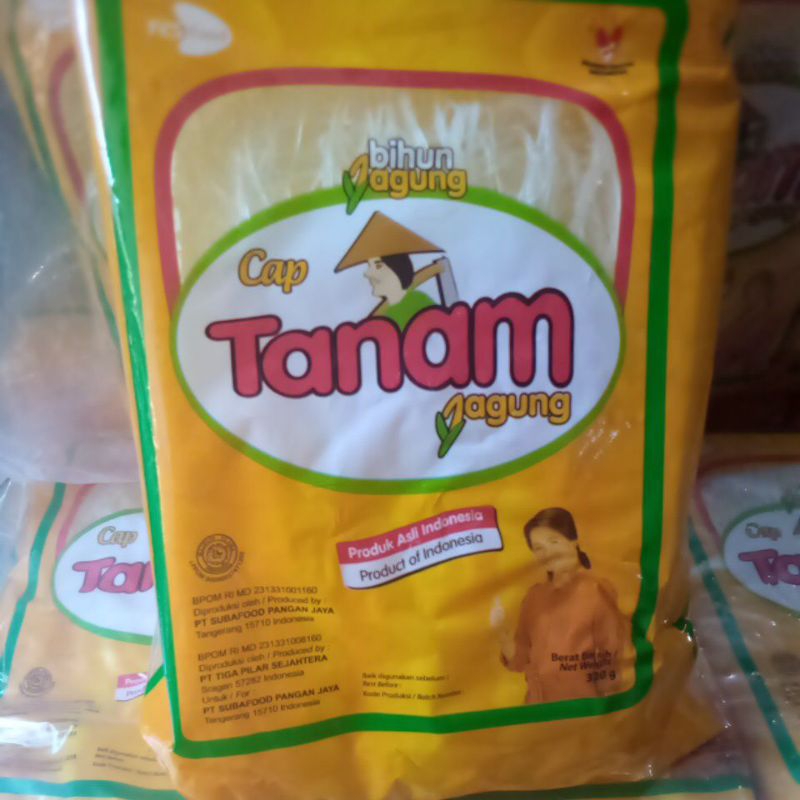 bihun
Jagung
Cap
Tanam
Jagung
Produk Asli Indonesia
Product of Indonesia
BPOM RI MD 231331001160
Diproduksi oleh / Produced by :
PT SUBAFOOD PANGAN JAYA
Tangerang 15710 Indonesia
BPOM RI MD 231331008160
Diproduksi oleh / Produced by :
PT TIGA PILAR SEJAHTERA
Sragen 57282 Indonesia
Untuk / For :
PT SUBAFOOD PANGAN JAYA
Tangerang 15710 Indonesia
Baik digunakan sebelum :
Best Before :
Kode Produksi / Batch Number :
Berat Bersih /
Net Weight
320 g
Cap
Ta
Cap
Tana